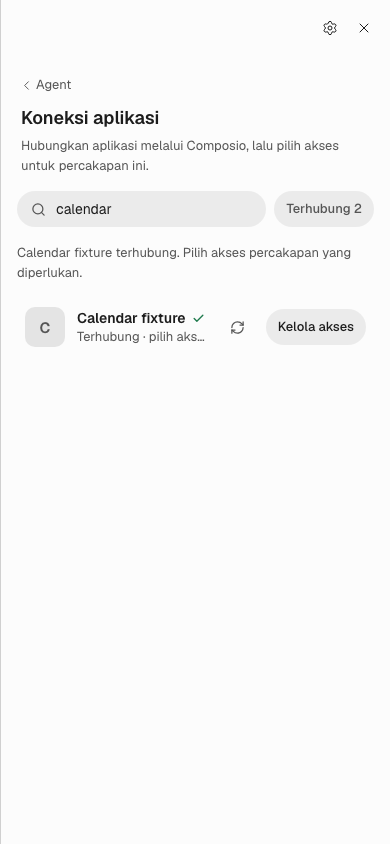 Agent
Koneksi aplikasi
Hubungkan aplikasi melalui Composio, lalu pilih akses
untuk percakapan ini.
calendar
Terhubung 2
Calendar fixture terhubung. Pilih akses percakapan yang
diperlukan.
C
Calendar fixture
Terhubung · pilih aks…
Kelola akses